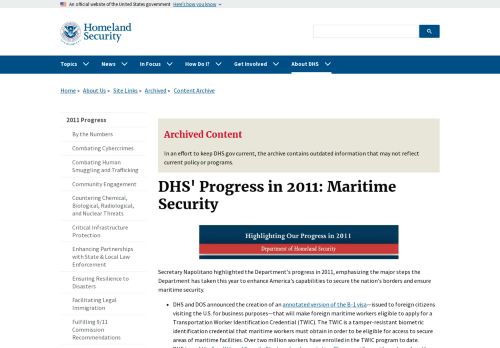 An official website of the United States government Here's how you know
Homeland
Security
Topics News In Focus How Do I? Get Involved About DHS
Home About Us Site Links Archived Content Archive
2011 Progress
By the Numbers
Combating Cybercrimes
Combating Human
Smuggling and Trafficking
Community Engagement
Countering Chemical,
Biological, Radiological,
and Nuclear Threats
Critical Infrastructure
Protection
Enhancing Partnerships
with State & Local Law
Enforcement
Ensuring Resilience to
Disasters
Facilitating Legal
Immigration
Fulfilling 9/11
Commission
Recommendations
Archived Content
In an effort to keep DHS.gov current, the archive contains outdated information that may not reflect
current policy or programs.
DHS' Progress in 2011: Maritime
Security
Highlighting Our Progress in 2011
Department of Homeland Security
Secretary Napolitano highlighted the Department's progress in 2011, emphasizing the major steps the
Department has taken this year to enhance America's capabilities to secure the nation's borders and ensure
maritime security.
• DHS and DOS announced the creation of an annotated version of the B-1 visa—issued to foreign citizens
visiting the U.S. for business purposes—that will make foreign maritime workers eligible to apply for a
Transportation Worker Identification Credential (TWIC). The TWIC is a tamper-resistant biometric
identification credential that maritime workers must obtain in order to be eligible for access to secure
areas of maritime facilities. Over two million workers have enrolled in the TWIC program to date.